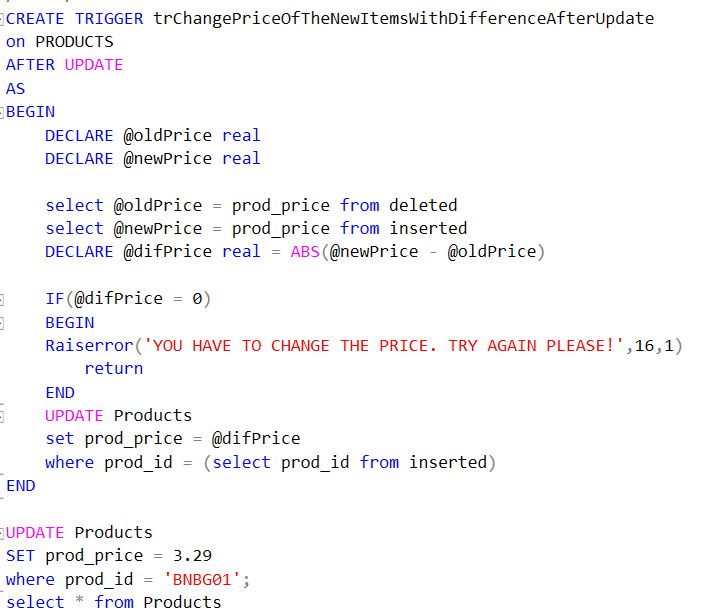 CREATE TRIGGER trChangePriceOfTheNewItemsWithDifferenceAfterUpdate
on PRODUCTS
AFTER UPDATE
AS
BEGIN
    DECLARE @oldPrice real
    DECLARE @newPrice real

    select @oldPrice = prod_price from deleted
    select @newPrice = prod_price from inserted
    DECLARE @difPrice real = ABS(@newPrice - @oldPrice)

    IF(@difPrice = 0)
    BEGIN
    Raiserror('YOU HAVE TO CHANGE THE PRICE. TRY AGAIN PLEASE!',16,1)
        return
    END
    UPDATE Products
    set prod_price = @difPrice
    where prod_id = (select prod_id from inserted)
END

UPDATE Products
SET prod_price = 3.29
where prod_id = 'BNBG01';
select * from Products